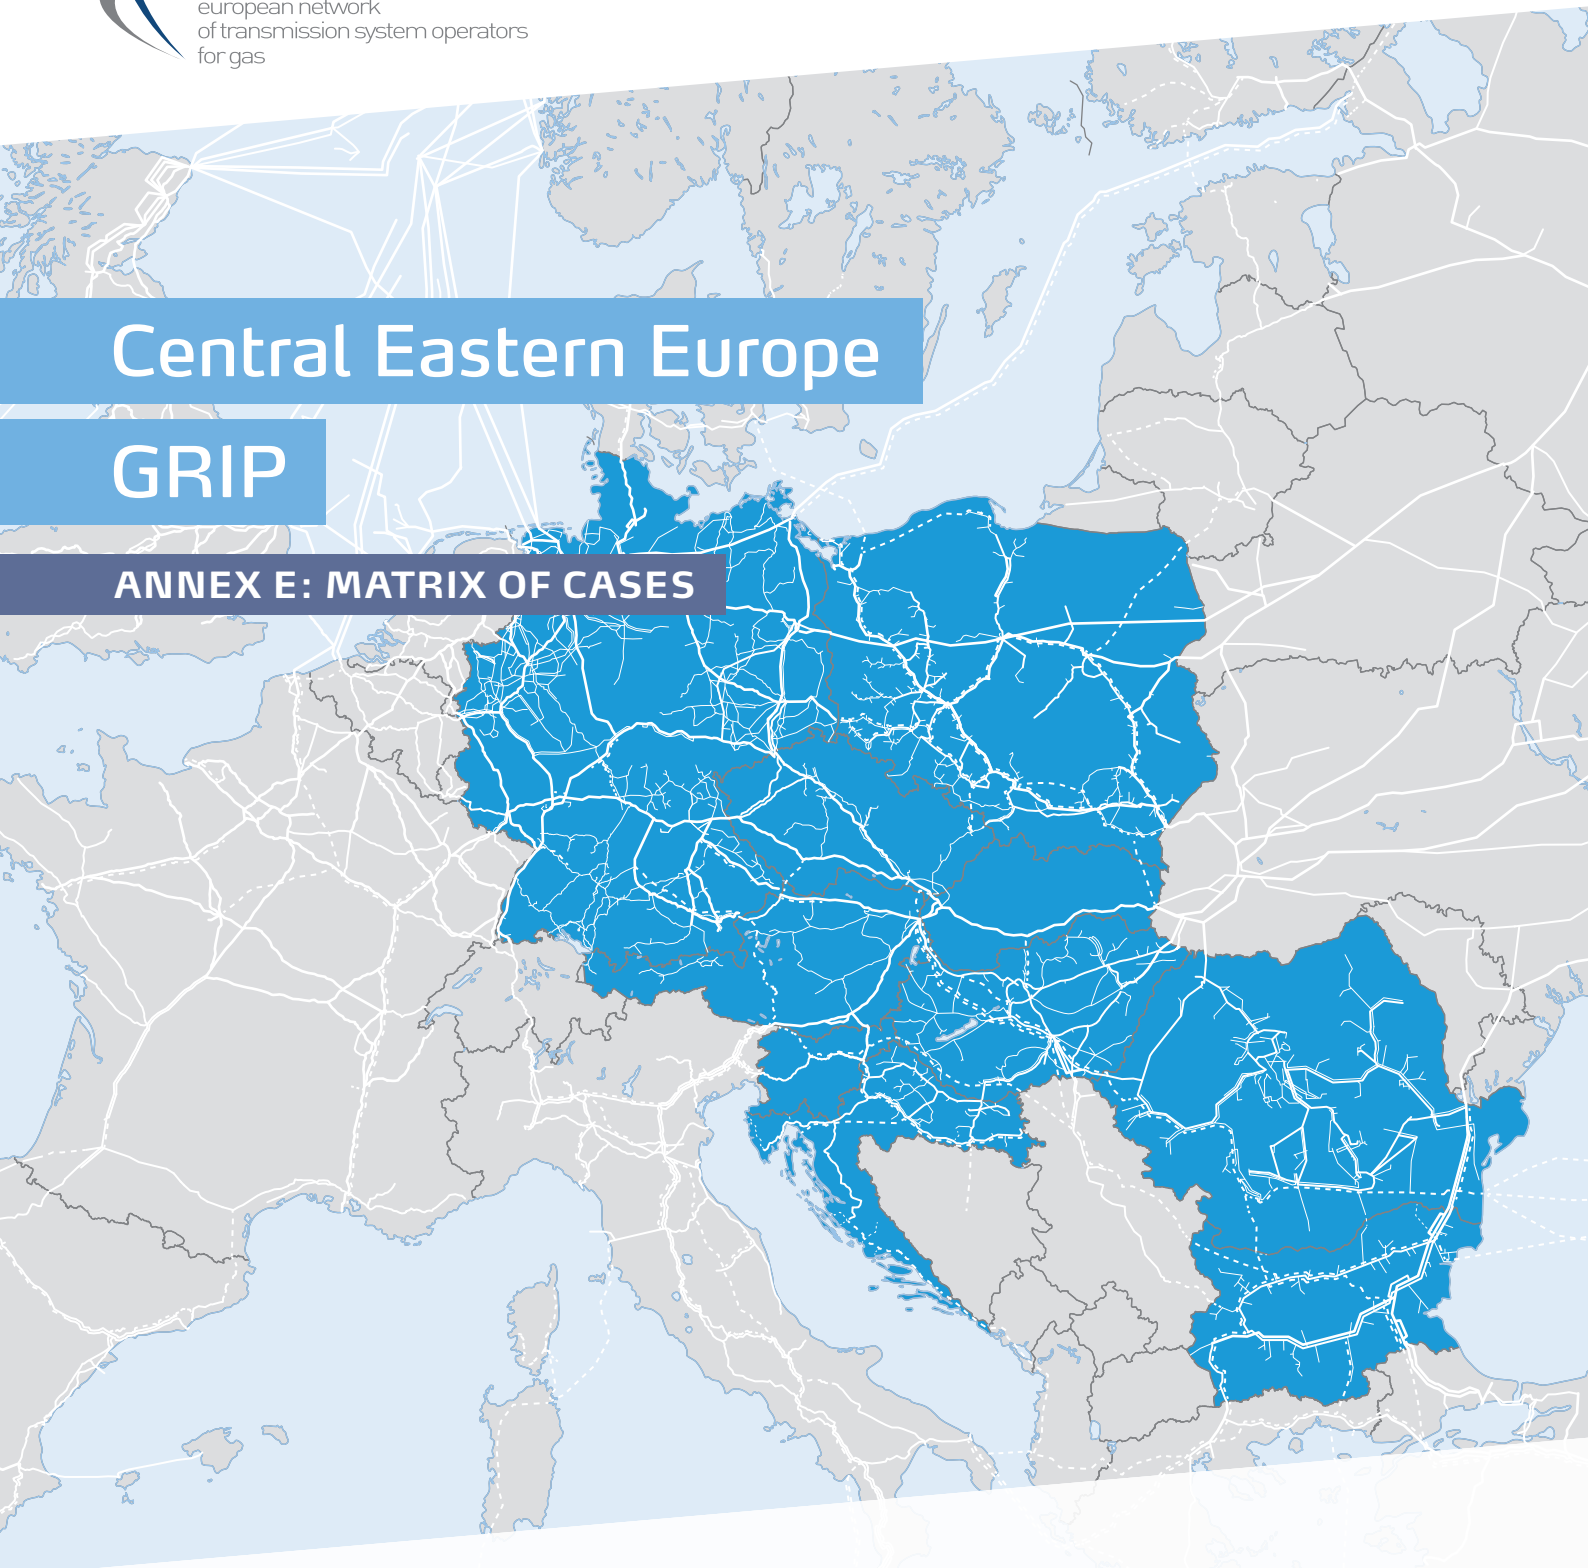 european network
of transmission system operators
for gas
Central Eastern Europe
GRIP
ANNEX E: MATRIX OF CASES